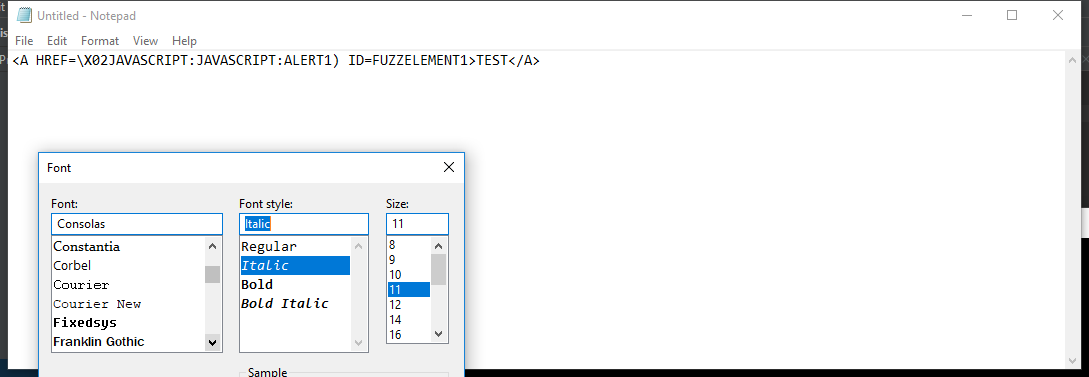 Untitled - Notepad
File Edit Format View Help
<A HREF=\X02JAVASCRIPT:JAVASCRIPT:ALERT1) ID=FUZZELEMENT1>TEST</A>
Font
Font: Font style: Size:
Consolas Italic 11
Constantia Regular 8
Corbel Italic 9
Courier Bold 10
Courier New Bold Italic 11
Fixedsys 12
Franklin Gothic 14
16
Sample